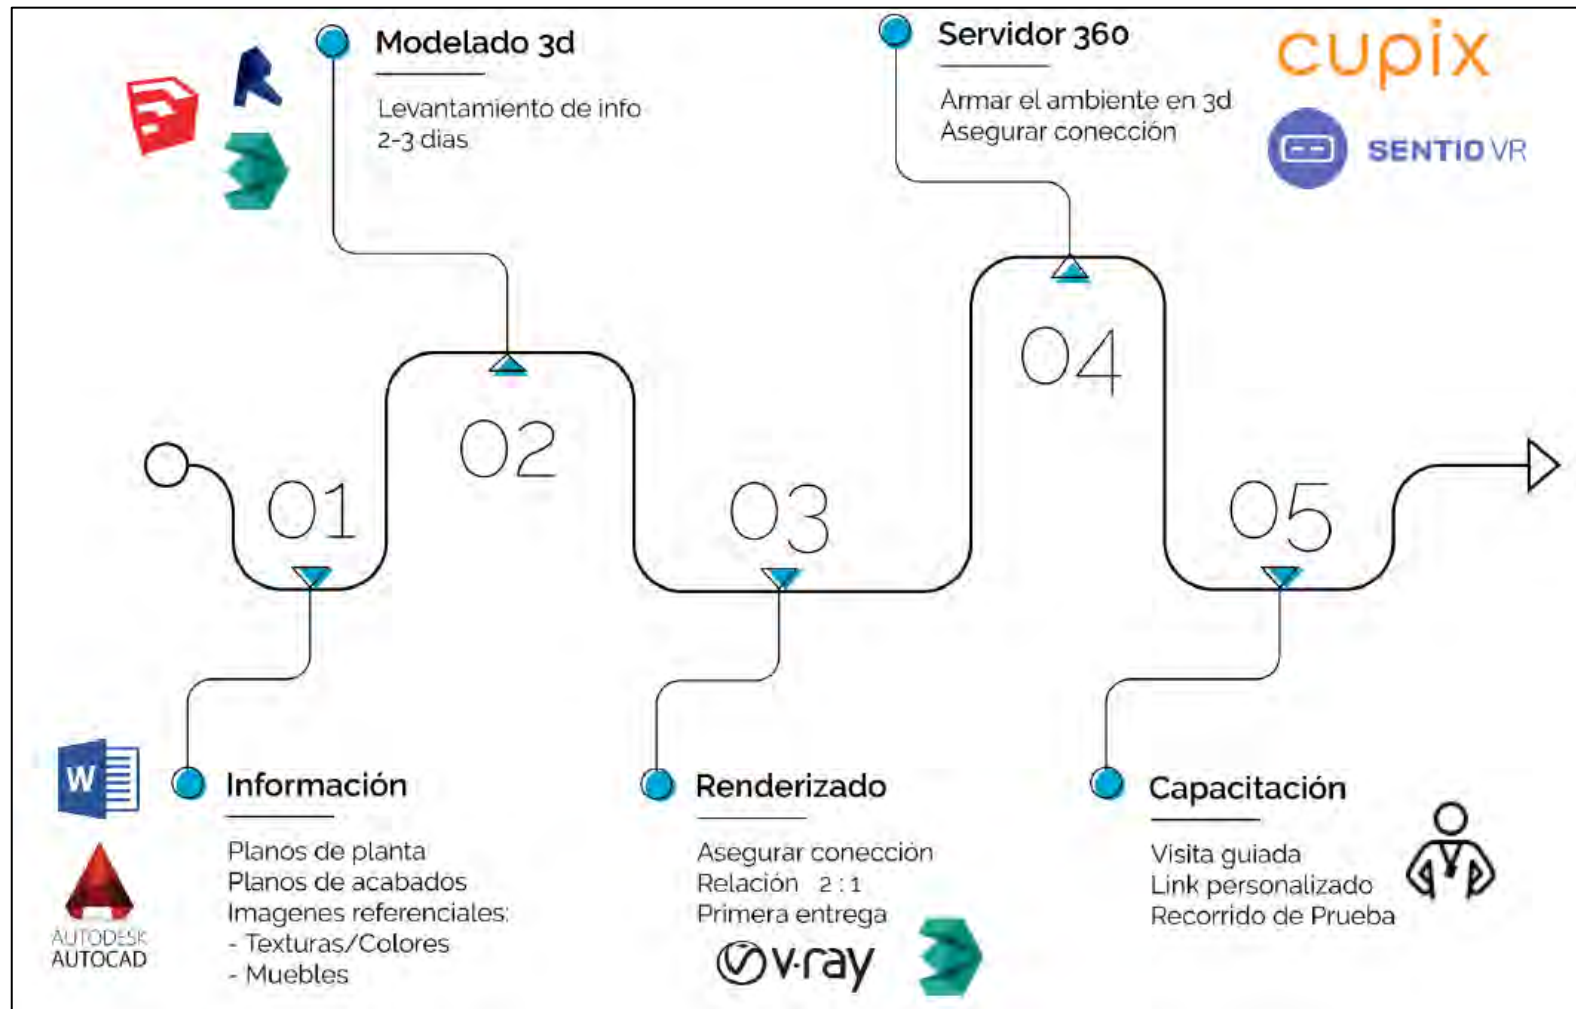 Modelado 3d
Levantamiento de info
2-3 dias
Servidor 360
Armar el ambiente en 3d
Asegurar conección
cupix
SENTIO VR
01
02
03
04
05
W
AUTODESK
AUTOCAD
Información
Planos de planta
Planos de acabados
Imagenes referenciales:
- Texturas/Colores
- Muebles
Renderizado
Asegurar conección
Relación 2 : 1
Primera entrega
v·ray
Capacitación
Visita guiada
Link personalizado
Recorrido de Prueba